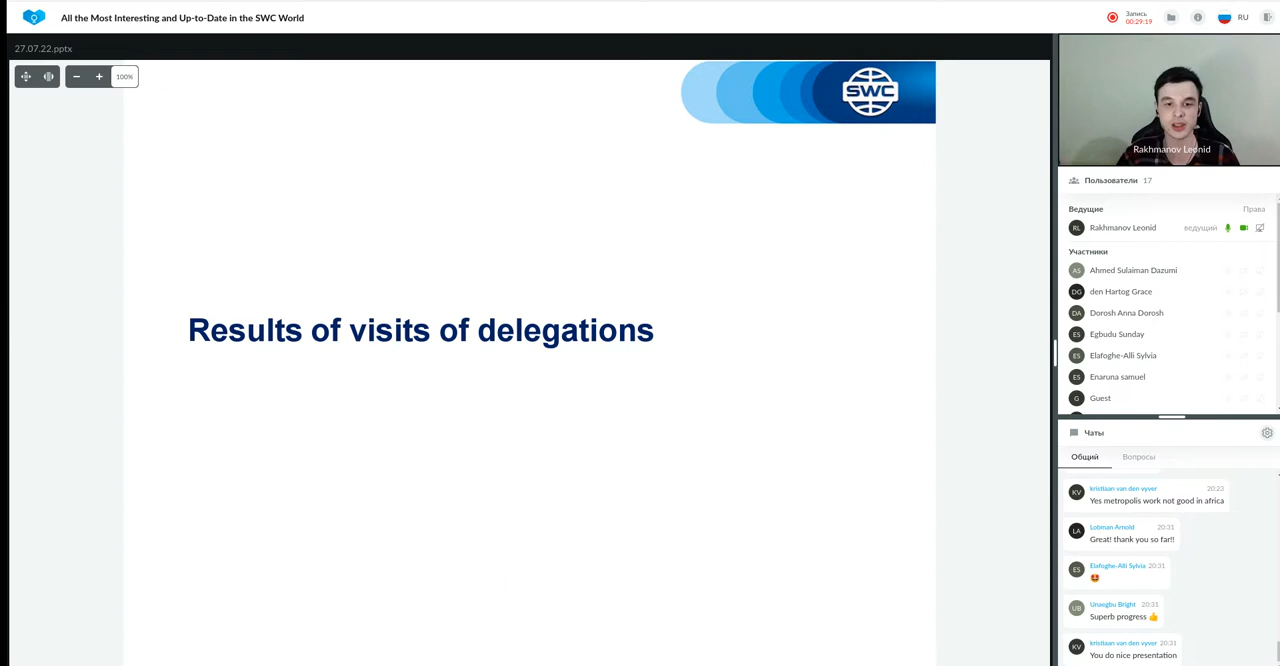 All the Most Interesting and Up-to-Date in the SWC World
Запись
00:29:19
RU
27.07.22.pptx
100%
SWC
Results of visits of delegations
Rakhmanov Leonid
Пользователи 17
Ведущие Права
RL Rakhmanov Leonid ведущий
Участники
AS Ahmed Sulaiman Dazumi
DG den Hartog Grace
DA Dorosh Anna Dorosh
ES Egbudu Sunday
ES Elafoghe-Alli Sylvia
ES Enaruna samuel
G Guest
Чаты
Общий Вопросы
KV kristiaan van den vyver 20:23
Yes metropolis work not good in africa
LA Lobman Arnold 20:31
Great! thank you so far!!
ES Elafoghe-Alli Sylvia 20:31
🤩
UB Unaegbu Bright 20:31
Superb progress 👍
KV kristiaan van den vyver 20:31
You do nice presentation